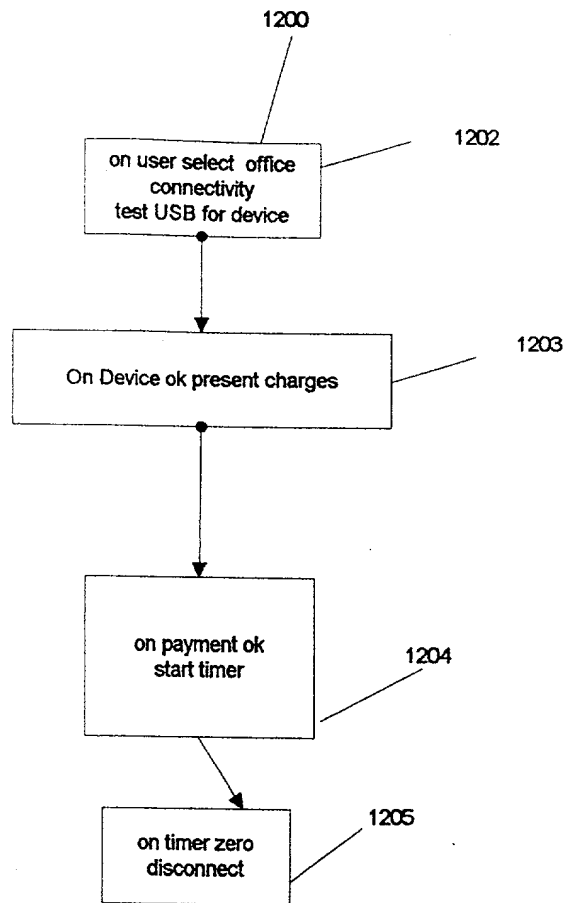 1200
1202
on user select office
connectivity
test USB for device
1203
On Device ok present charges
1204
on payment ok
start timer
1205
on timer zero
disconnect